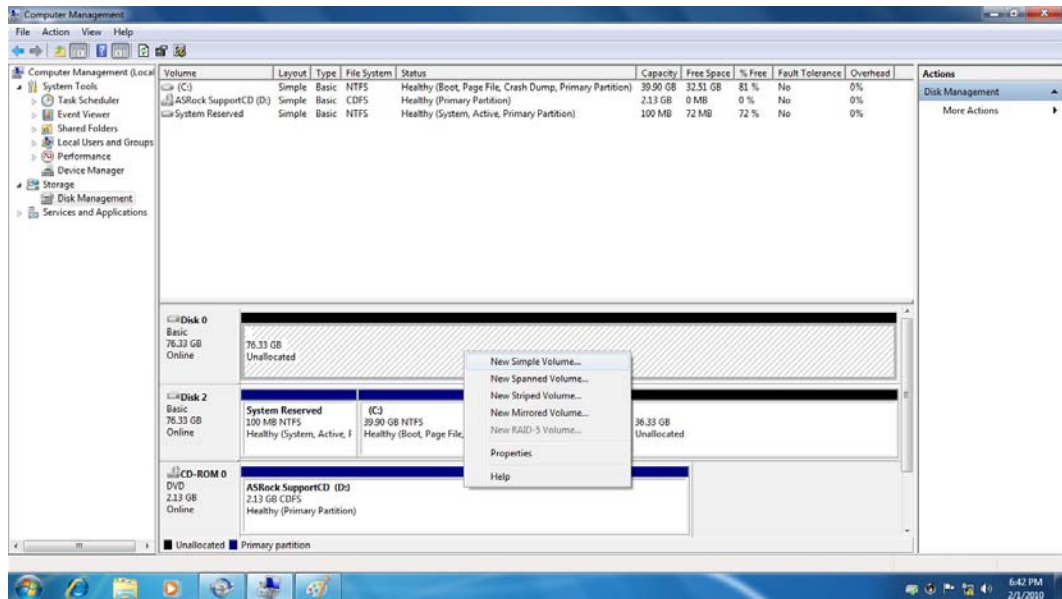 Computer Management
File Action View Help
Computer Management (Local
System Tools
Task Scheduler
Event Viewer
Shared Folders
Local Users and Groups
Performance
Device Manager
Storage
Disk Management
Services and Applications
Volume Layout Type File System Status Capacity Free Space % Free Fault Tolerance Overhead
(C:) Simple Basic NTFS Healthy (Boot, Page File, Crash Dump, Primary Partition) 39.90 GB 32.51 GB 81 % No 0%
ASRock SupportCD (D:) Simple Basic CDFS Healthy (Primary Partition) 2.13 GB 0 MB 0 % No 0%
System Reserved Simple Basic NTFS Healthy (System, Active, Primary Partition) 100 MB 72 MB 72 % No 0%
Actions
Disk Management
More Actions
Disk 0
Basic
76.33 GB
Online
76.33 GB
Unallocated
New Simple Volume...
New Spanned Volume...
New Striped Volume...
New Mirrored Volume...
New RAID-5 Volume...
Properties
Help
Disk 2
Basic
76.33 GB
Online
System Reserved
100 MB NTFS
Healthy (System, Active, P
(C:)
39.90 GB NTFS
Healthy (Boot, Page File,
36.33 GB
Unallocated
CD-ROM 0
DVD
2.13 GB
Online
ASRock SupportCD (D:)
2.13 GB CDFS
Healthy (Primary Partition)
Unallocated Primary partition
6:42 PM
2/1/2010